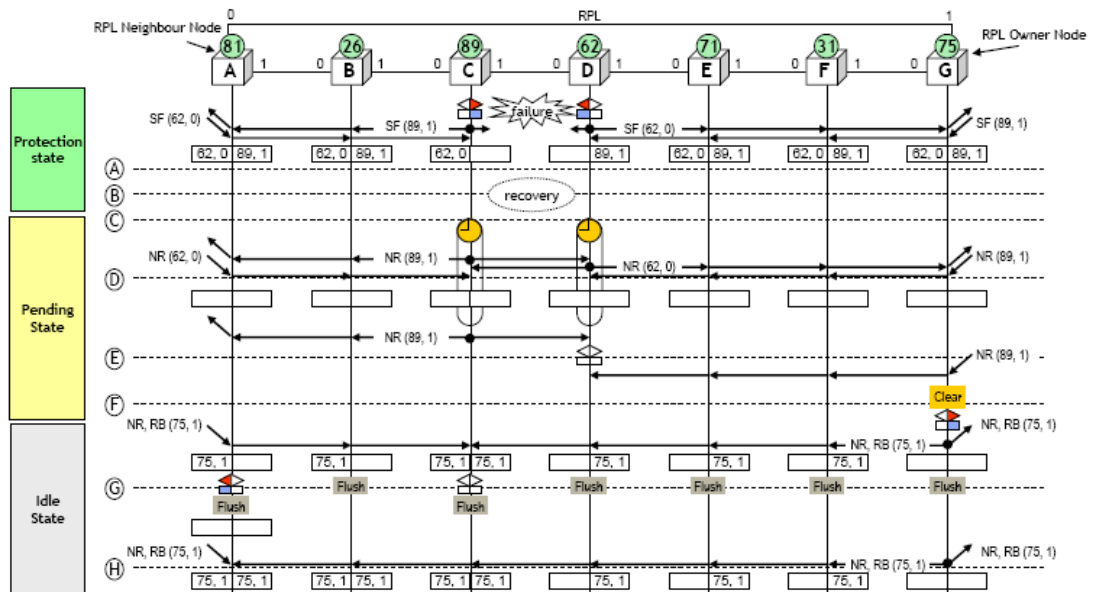 0 RPL 1
RPL Neighbour Node RPL Owner Node
81 26 89 62 71 31 75
A 1 0 B 1 0 C 1 0 D 1 0 E 1 0 F 1 0 G
failure
SF (62, 0) SF (89, 1) SF (62, 0) SF (89, 1)
Protection
state
62, 0 89, 1 62, 0 89, 1 62, 0 89, 1 62, 0 89, 1 62, 0 89, 1 62, 0 89, 1
A
B recovery
C
NR (62, 0) NR (89, 1) NR (62, 0) NR (89, 1)
D
Pending
State
NR (89, 1)
E NR (89, 1)
Clear
F
NR, RB (75, 1) NR, RB (75, 1) NR, RB (75, 1)
75, 1 75, 1 75, 1 75, 1 75, 1 75, 1 75, 1
G Flush Flush Flush Flush Flush
Flush Flush
Idle
State
NR, RB (75, 1) NR, RB (75, 1) NR, RB (75, 1)
H
75, 1 75, 1 75, 1 75, 1 75, 1 75, 1 75, 1 75, 1 75, 1